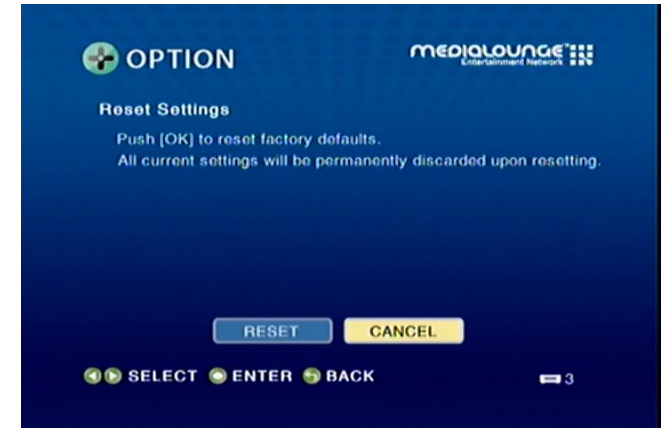 OPTION
MEDIALOUNGE™
Entertainment Network
Reset Settings
Push [OK] to reset factory defaults.
All current settings will be permanently discarded upon resetting.
RESET CANCEL
SELECT ENTER BACK
3